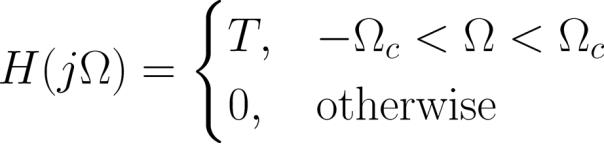 H(jΩ) = { T, −Ω_c < Ω < Ω_c
0, otherwise